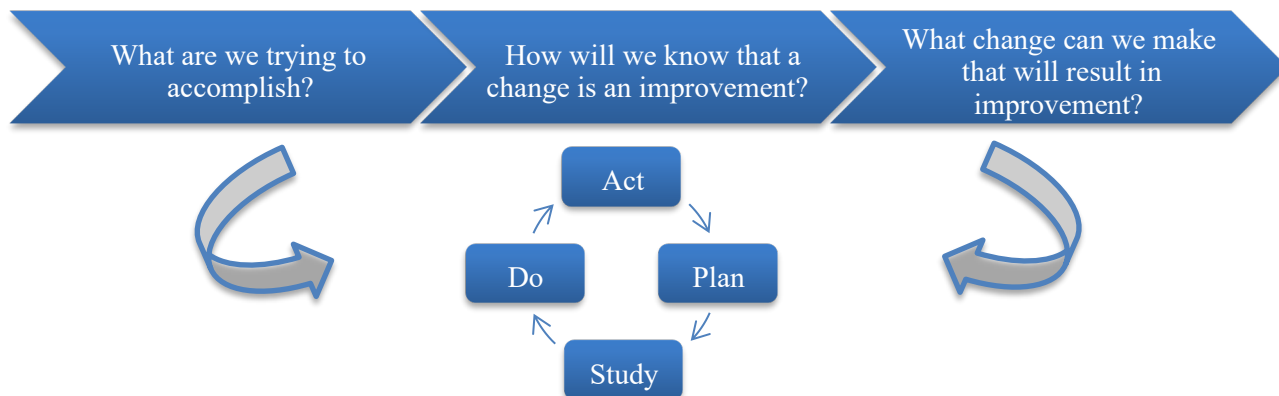 What are we trying to
accomplish?
How will we know that a
change is an improvement?
What change can we make
that will result in
improvement?
Act
Do
Plan
Study